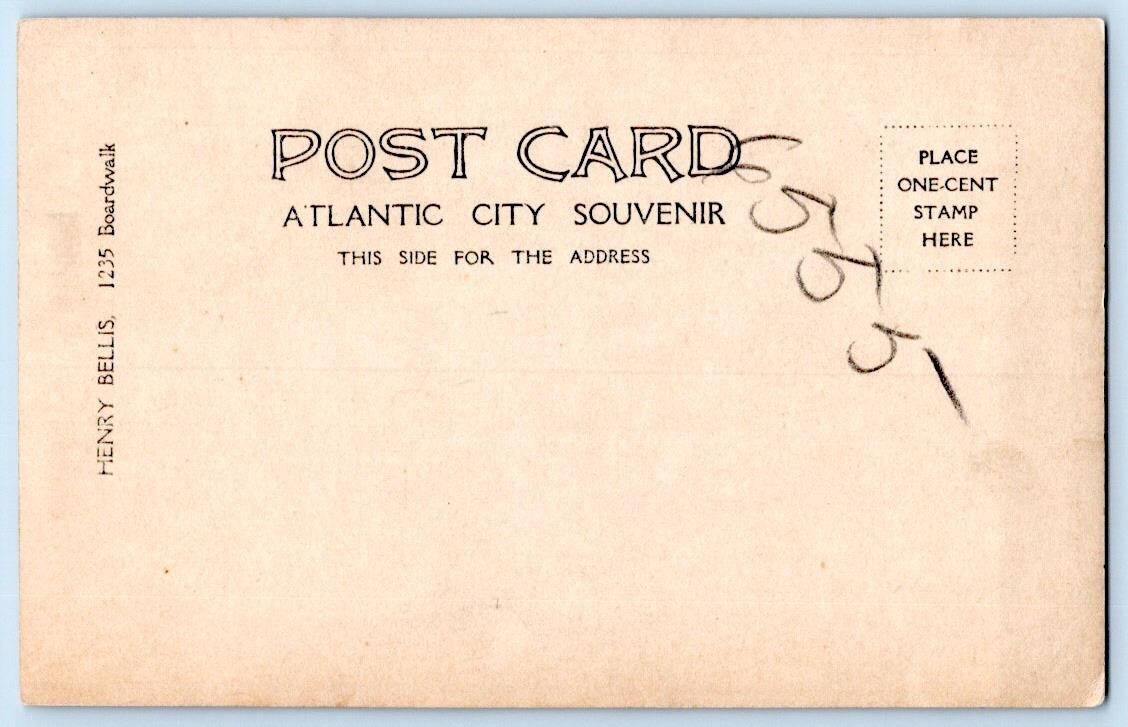 POST CARD
ATLANTIC CITY SOUVENIR
THIS SIDE FOR THE ADDRESS
PLACE
ONE-CENT
STAMP
HERE
HENRY BELLIS, 1235 Boardwalk